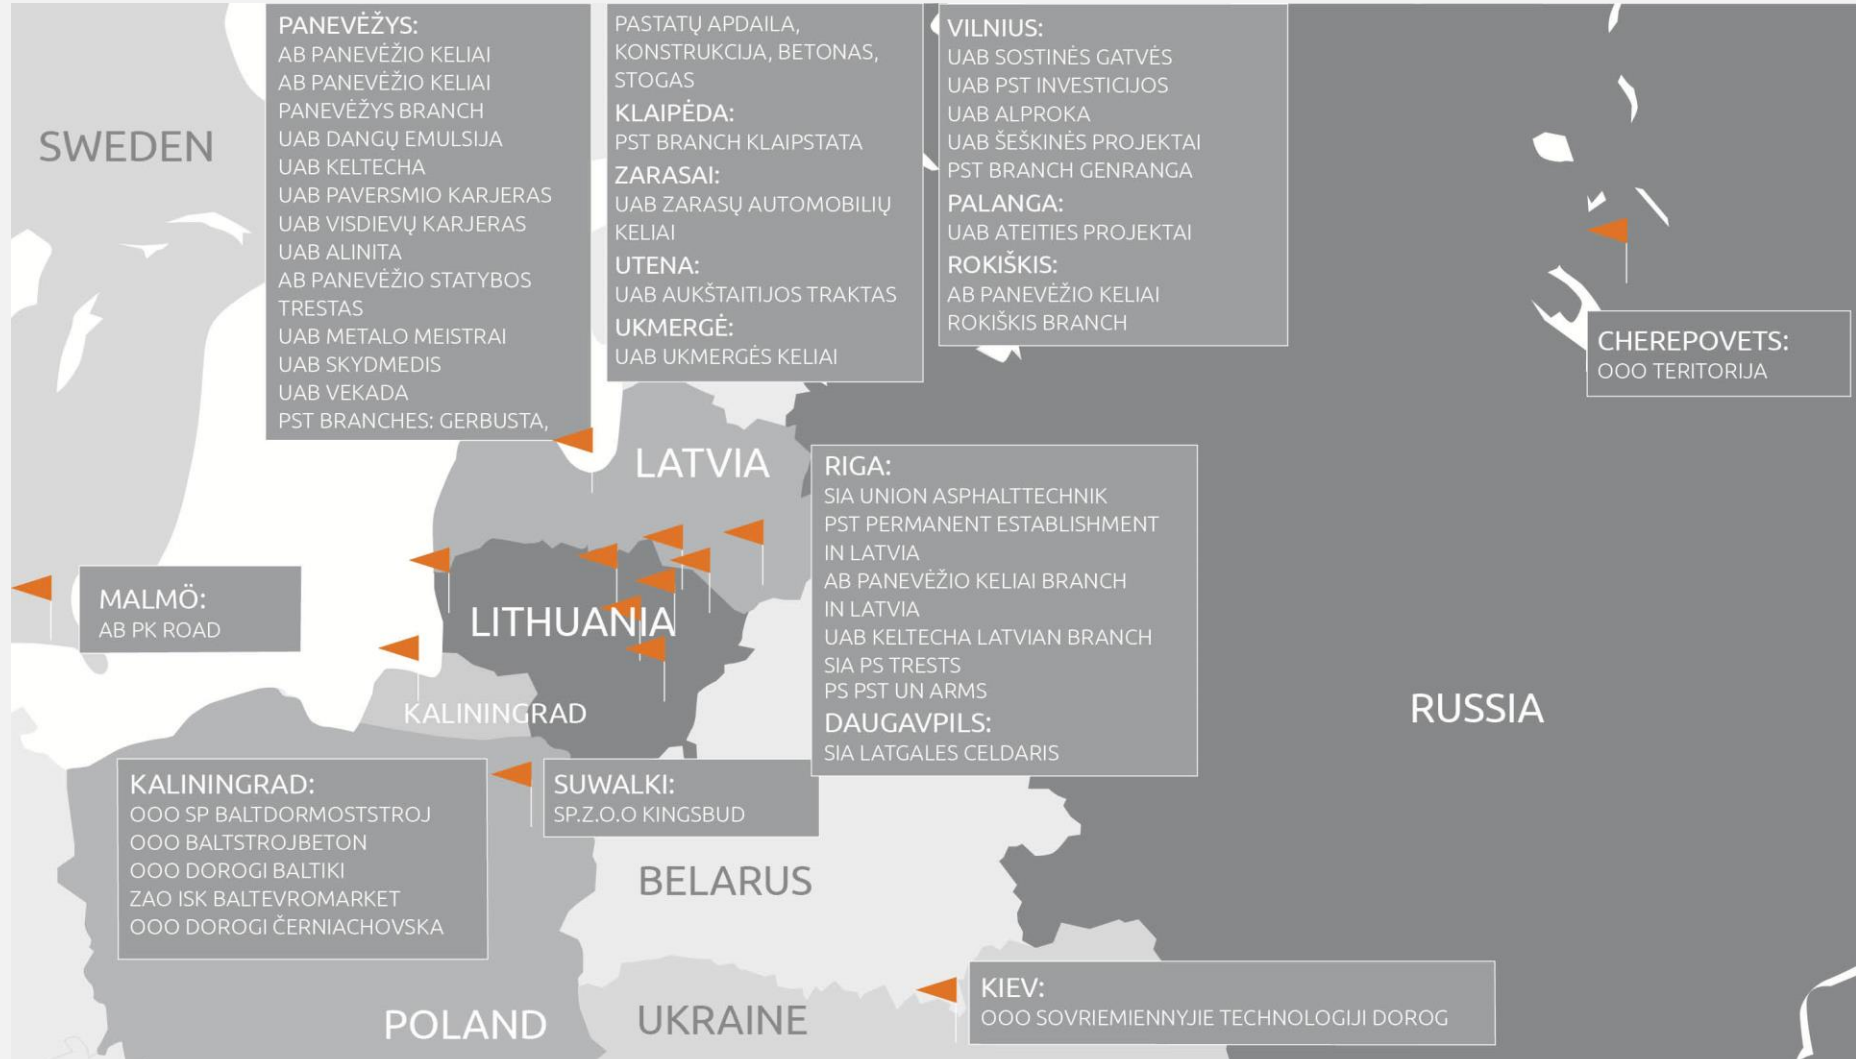 SWEDEN
PANEVĖŽYS:
AB PANEVĖŽIO KELIAI
AB PANEVĖŽIO KELIAI
PANEVĖŽYS BRANCH
UAB DANGŲ EMULSIJA
UAB KELTECHA
UAB PAVERSMIO KARJERAS
UAB VISDIEVŲ KARJERAS
UAB ALINITA
AB PANEVĖŽIO STATYBOS
TRESTAS
UAB METALO MEISTRAI
UAB SKYDMEDIS
UAB VEKADA
PST BRANCHES: GERBUSTA,
PASTATŲ APDAILA,
KONSTRUKCIJA, BETONAS,
STOGAS
KLAIPĖDA:
PST BRANCH KLAIPSTATA
ZARASAI:
UAB ZARASŲ AUTOMOBILIŲ
KELIAI
UTENA:
UAB AUKŠTAITIJOS TRAKTAS
UKMERGĖ:
UAB UKMERGĖS KELIAI
VILNIUS:
UAB SOSTINĖS GATVĖS
UAB PST INVESTICIJOS
UAB ALPROKA
UAB ŠEŠKINĖS PROJEKTAI
PST BRANCH GENRANGA
PALANGA:
UAB ATEITIES PROJEKTAI
ROKIŠKIS:
AB PANEVĖŽIO KELIAI
ROKIŠKIS BRANCH
CHEREPOVETS:
OOO TERITORIJA
LATVIA
RIGA:
SIA UNION ASPHALTTECHNIK
PST PERMANENT ESTABLISHMENT
IN LATVIA
AB PANEVĖŽIO KELIAI BRANCH
IN LATVIA
UAB KELTECHA LATVIAN BRANCH
SIA PS TRESTS
PS PST UN ARMS
DAUGAVPILS:
SIA LATGALES CELDARIS
MALMÖ:
AB PK ROAD
LITHUANIA
KALININGRAD
RUSSIA
KALININGRAD:
OOO SP BALTDORMOSTSTROJ
OOO BALTSTROJBETON
OOO DOROGI BALTIKI
ZAO ISK BALTEVROMARKET
OOO DOROGI ČERNIACHOVSKA
SUWALKI:
SP.Z.O.O KINGSBUD
BELARUS
KIEV:
OOO SOVRIEMIENNYJIE TECHNOLOGIJI DOROG
POLAND
UKRAINE